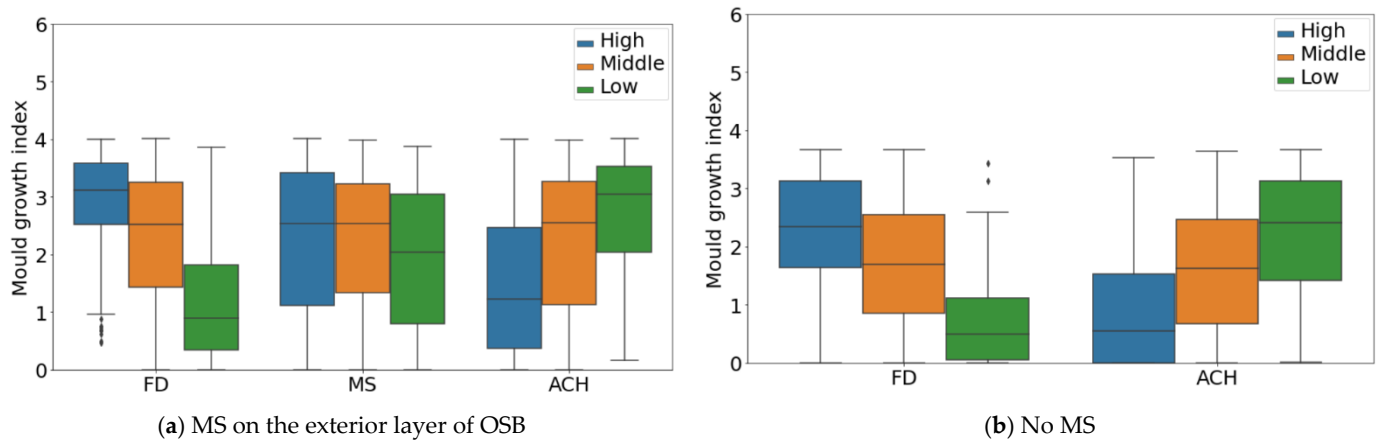 Mould growth index
6
5
4
3
2
1
0
High
Middle
Low
FD MS ACH
(a) MS on the exterior layer of OSB
Mould growth index
6
5
4
3
2
1
0
High
Middle
Low
FD ACH
(b) No MS